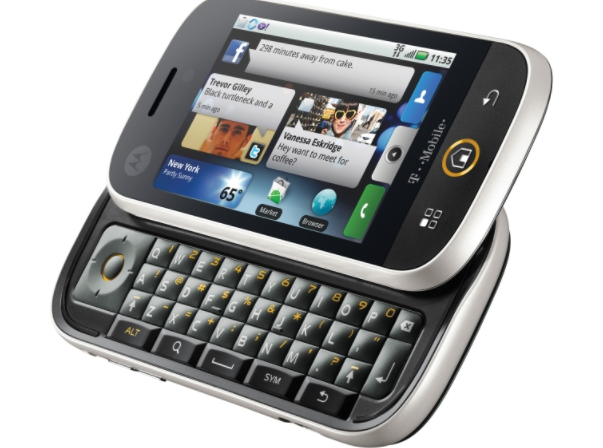 3G
11:35
298 minutes away from cake.
15 min ago
Trevor Gilley
Black turtleneck and a
5 min ago
Vanessa Eskridge
Hey want to meet for
coffee?
New York
Partly Sunny
65°
Market
Browser
T··Mobile·
Q W E R T Y U I O P
A S D F G H J K L
Z X C V B N M
ALT
SYM